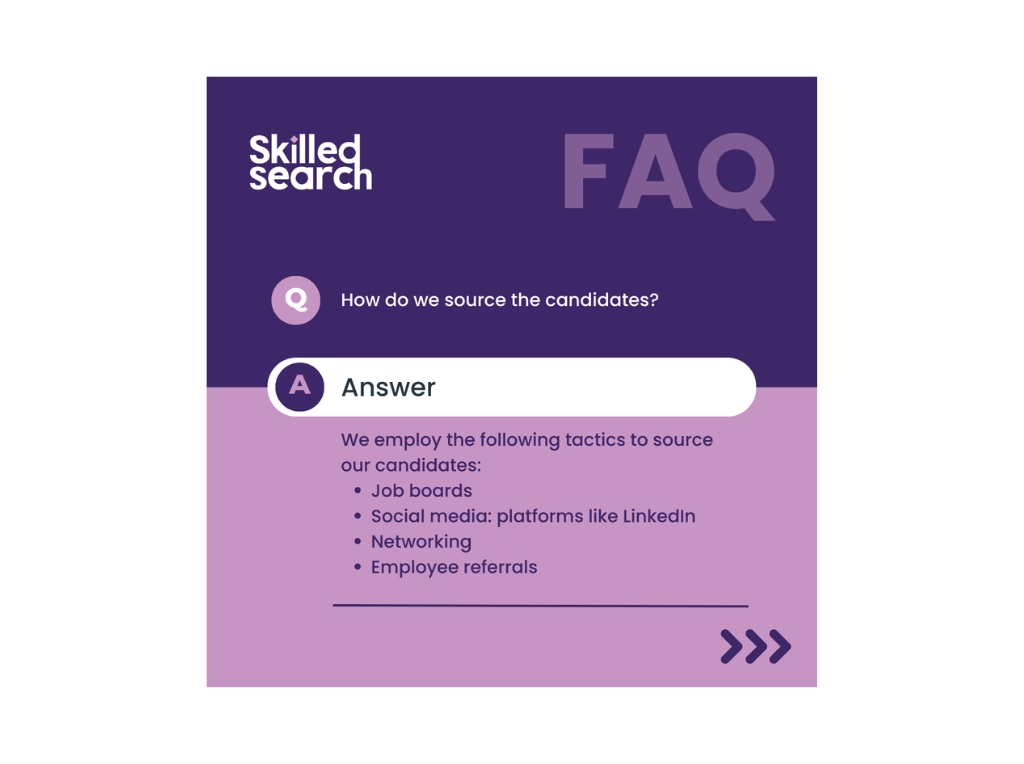 Skilled
search
FAQ
Q
How do we source the candidates?
A
Answer
We employ the following tactics to source
our candidates:
• Job boards
• Social media: platforms like LinkedIn
• Networking
• Employee referrals